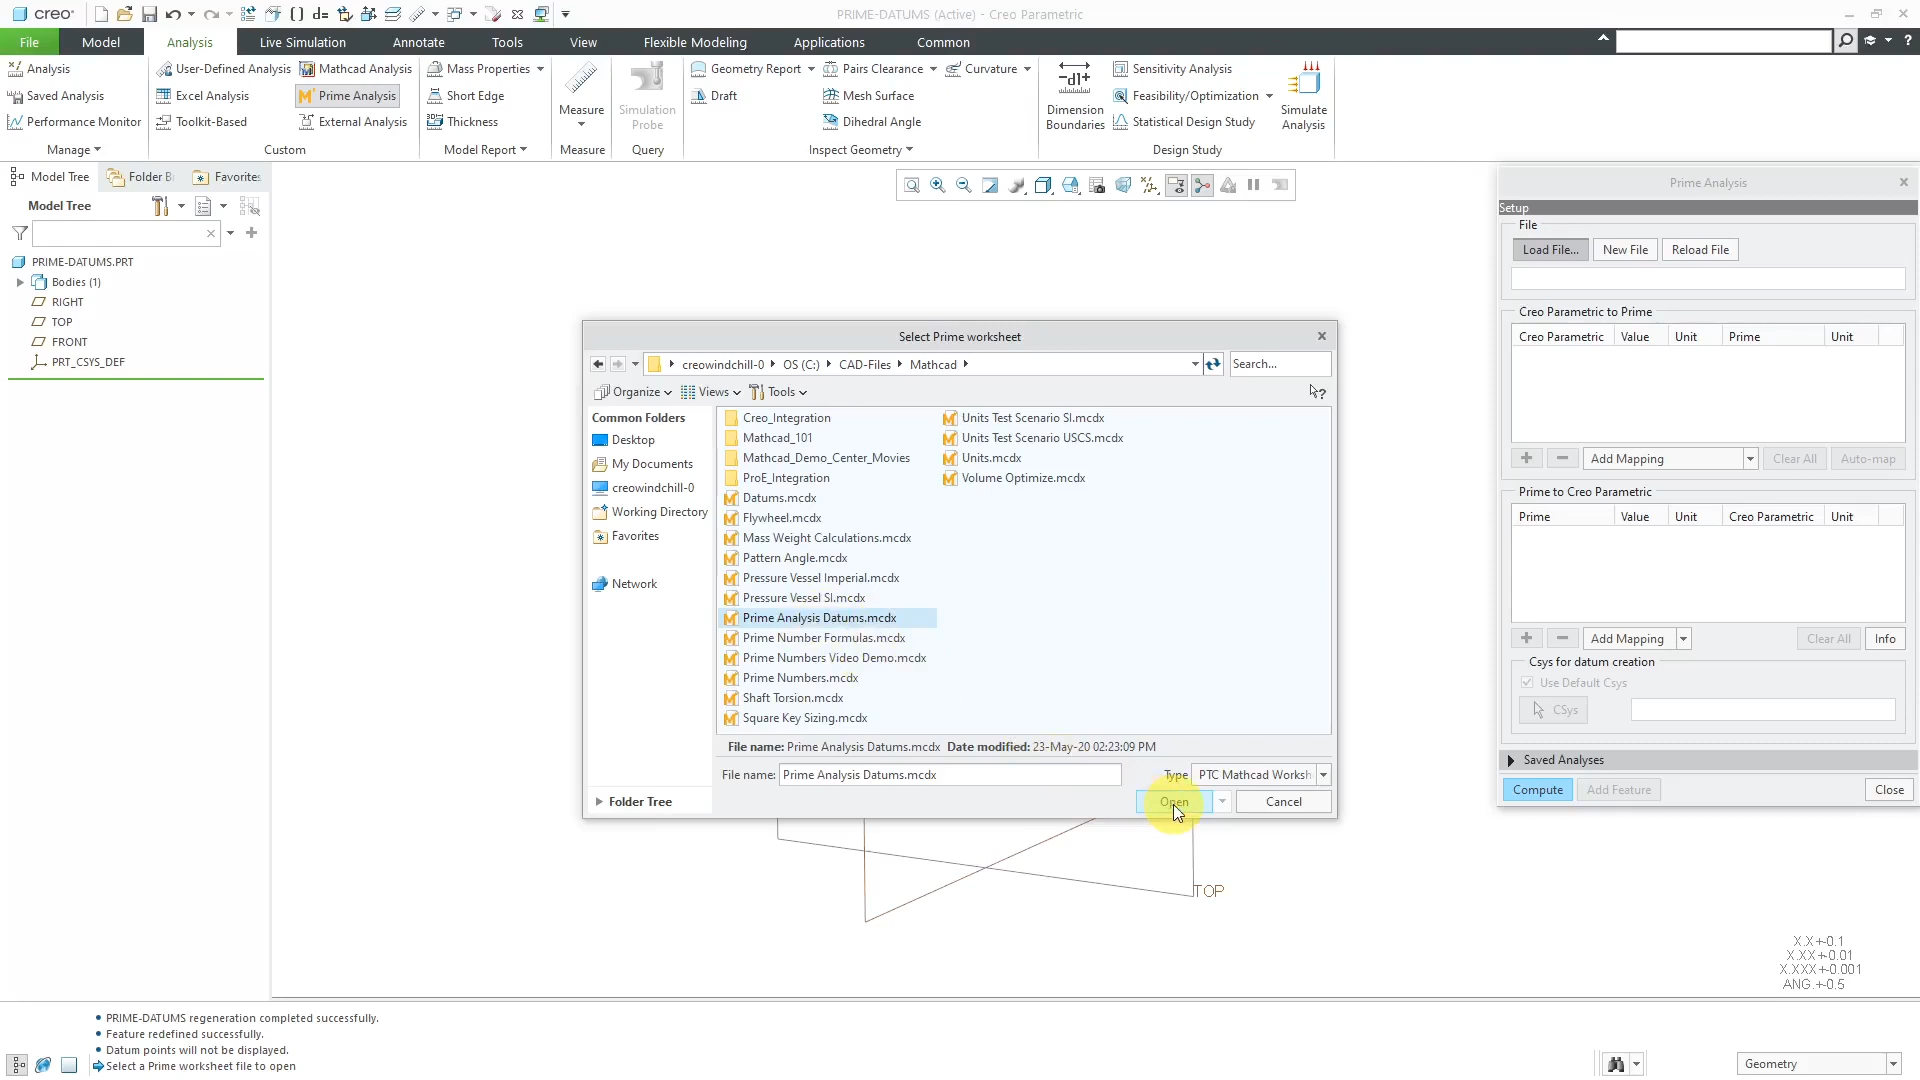 creo
PRIME-DATUMS (Active) - Creo Parametric
File Model Analysis Live Simulation Annotate Tools View Flexible Modeling Applications Common
Analysis
Saved Analysis
Performance Monitor
Manage
User-Defined Analysis
Excel Analysis
Toolkit-Based
Mathcad Analysis
Prime Analysis
External Analysis
Custom
Mass Properties
Short Edge
Thickness
Model Report
Measure
Measure
Simulation
Probe
Query
Geometry Report
Draft
Pairs Clearance
Mesh Surface
Dihedral Angle
Curvature
Inspect Geometry
Dimension
Boundaries
Sensitivity Analysis
Feasibility/Optimization
Statistical Design Study
Simulate
Analysis
Design Study
Model Tree Folder Br Favorites
Model Tree
PRIME-DATUMS.PRT
Bodies (1)
RIGHT
TOP
FRONT
PRT_CSYS_DEF
Select Prime worksheet
creowindchill-0 OS (C:) CAD-Files Mathcad
Search...
Organize Views Tools
Common Folders
Desktop
My Documents
creowindchill-0
Working Directory
Favorites
Network
Folder Tree
Creo_Integration
Mathcad_101
Mathcad_Demo_Center_Movies
ProE_Integration
Datums.mcdx
Flywheel.mcdx
Mass Weight Calculations.mcdx
Pattern Angle.mcdx
Pressure Vessel Imperial.mcdx
Pressure Vessel SI.mcdx
Prime Analysis Datums.mcdx
Prime Number Formulas.mcdx
Prime Numbers Video Demo.mcdx
Prime Numbers.mcdx
Shaft Torsion.mcdx
Square Key Sizing.mcdx
Units Test Scenario SI.mcdx
Units Test Scenario USCS.mcdx
Units.mcdx
Volume Optimize.mcdx
File name: Prime Analysis Datums.mcdx Date modified: 23-May-20 02:23:09 PM
File name: Prime Analysis Datums.mcdx
Type PTC Mathcad Worksh
Open Cancel
TOP
Prime Analysis
Setup
File
Load File... New File Reload File
Creo Parametric to Prime
Creo Parametric Value Unit Prime Unit
Add Mapping Clear All Auto-map
Prime to Creo Parametric
Prime Value Unit Creo Parametric Unit
Add Mapping Clear All Info
Csys for datum creation
Use Default Csys
CSys
Saved Analyses
Compute Add Feature Close
X.X+-0.1
X.XX+-0.01
X.XXX+-0.001
ANG.+-0.5
PRIME-DATUMS regeneration completed successfully.
Feature redefined successfully.
Datum points will not be displayed.
Select a Prime worksheet file to open
Geometry